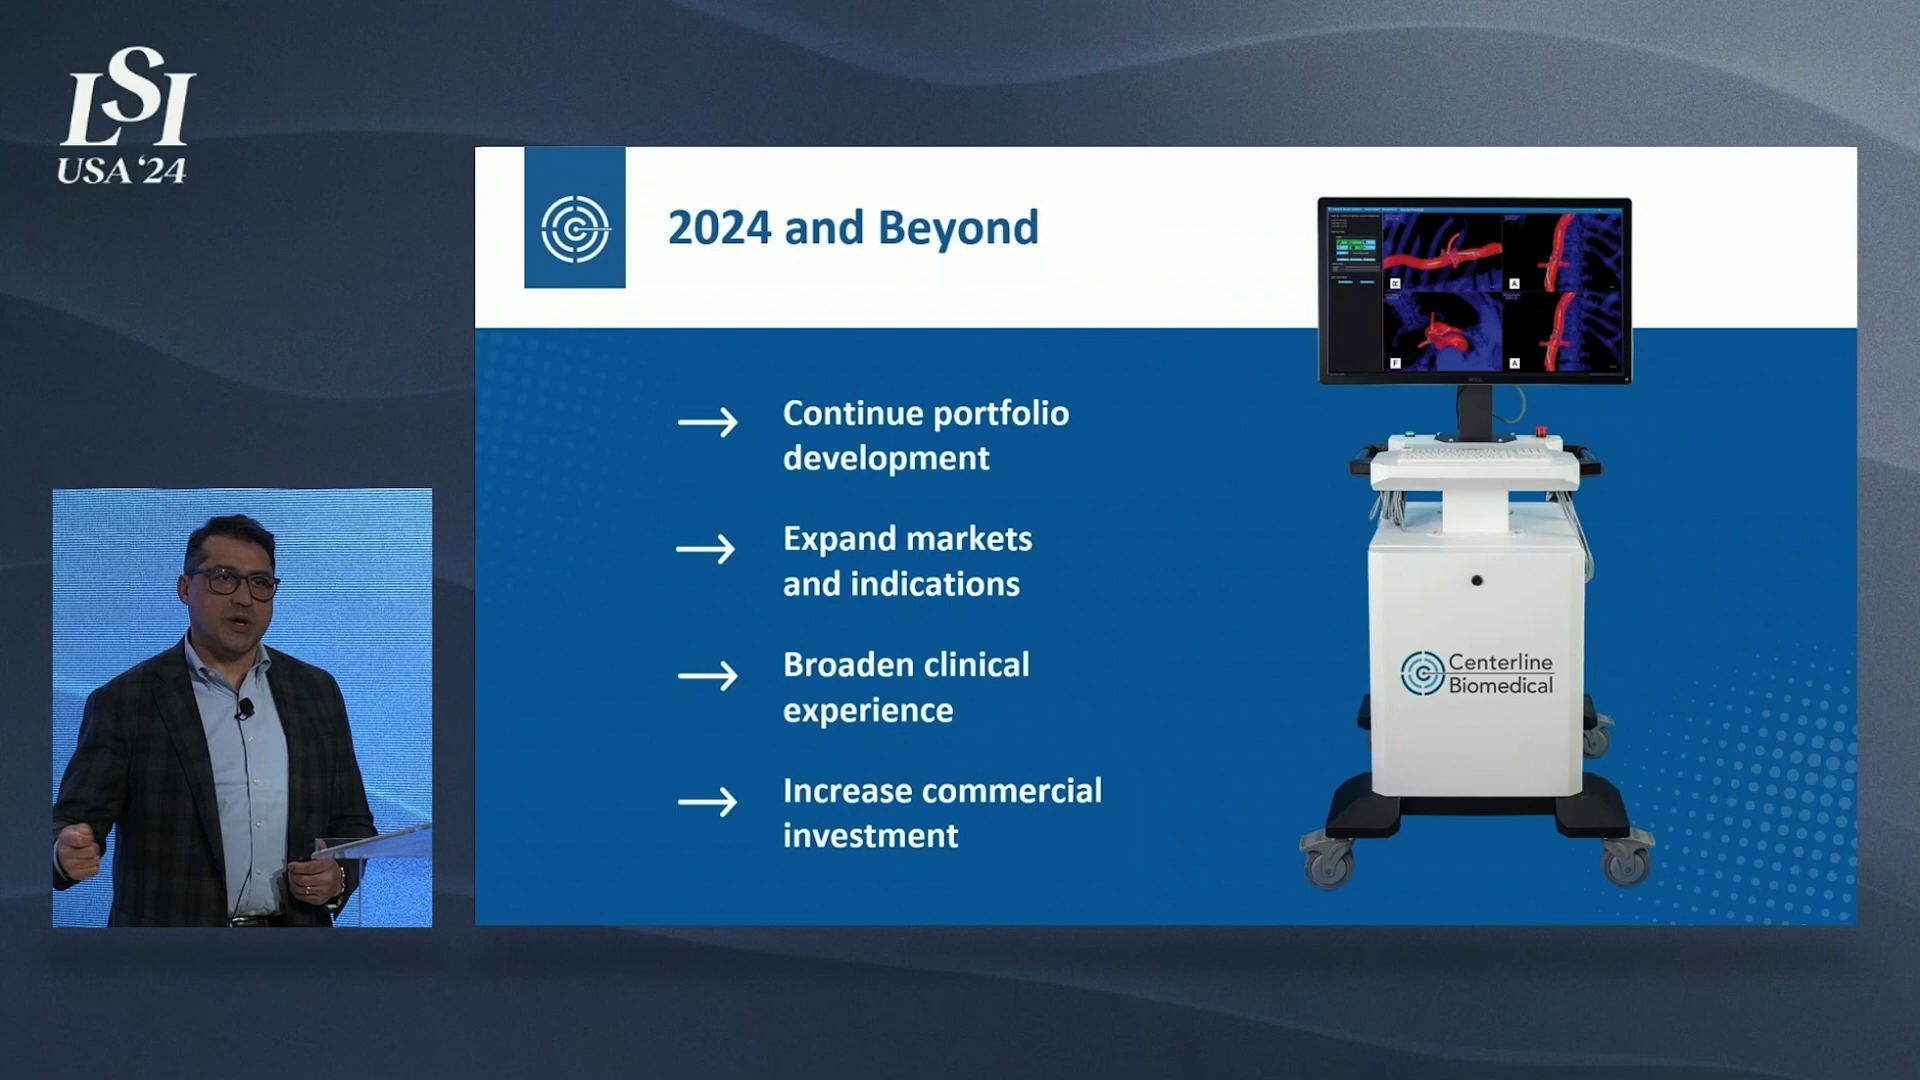 LSI
USA '24
2024 and Beyond
Continue portfolio
development
Expand markets
and indications
Broaden clinical
experience
Increase commercial
investment
Centerline
Biomedical
R
A
F
A